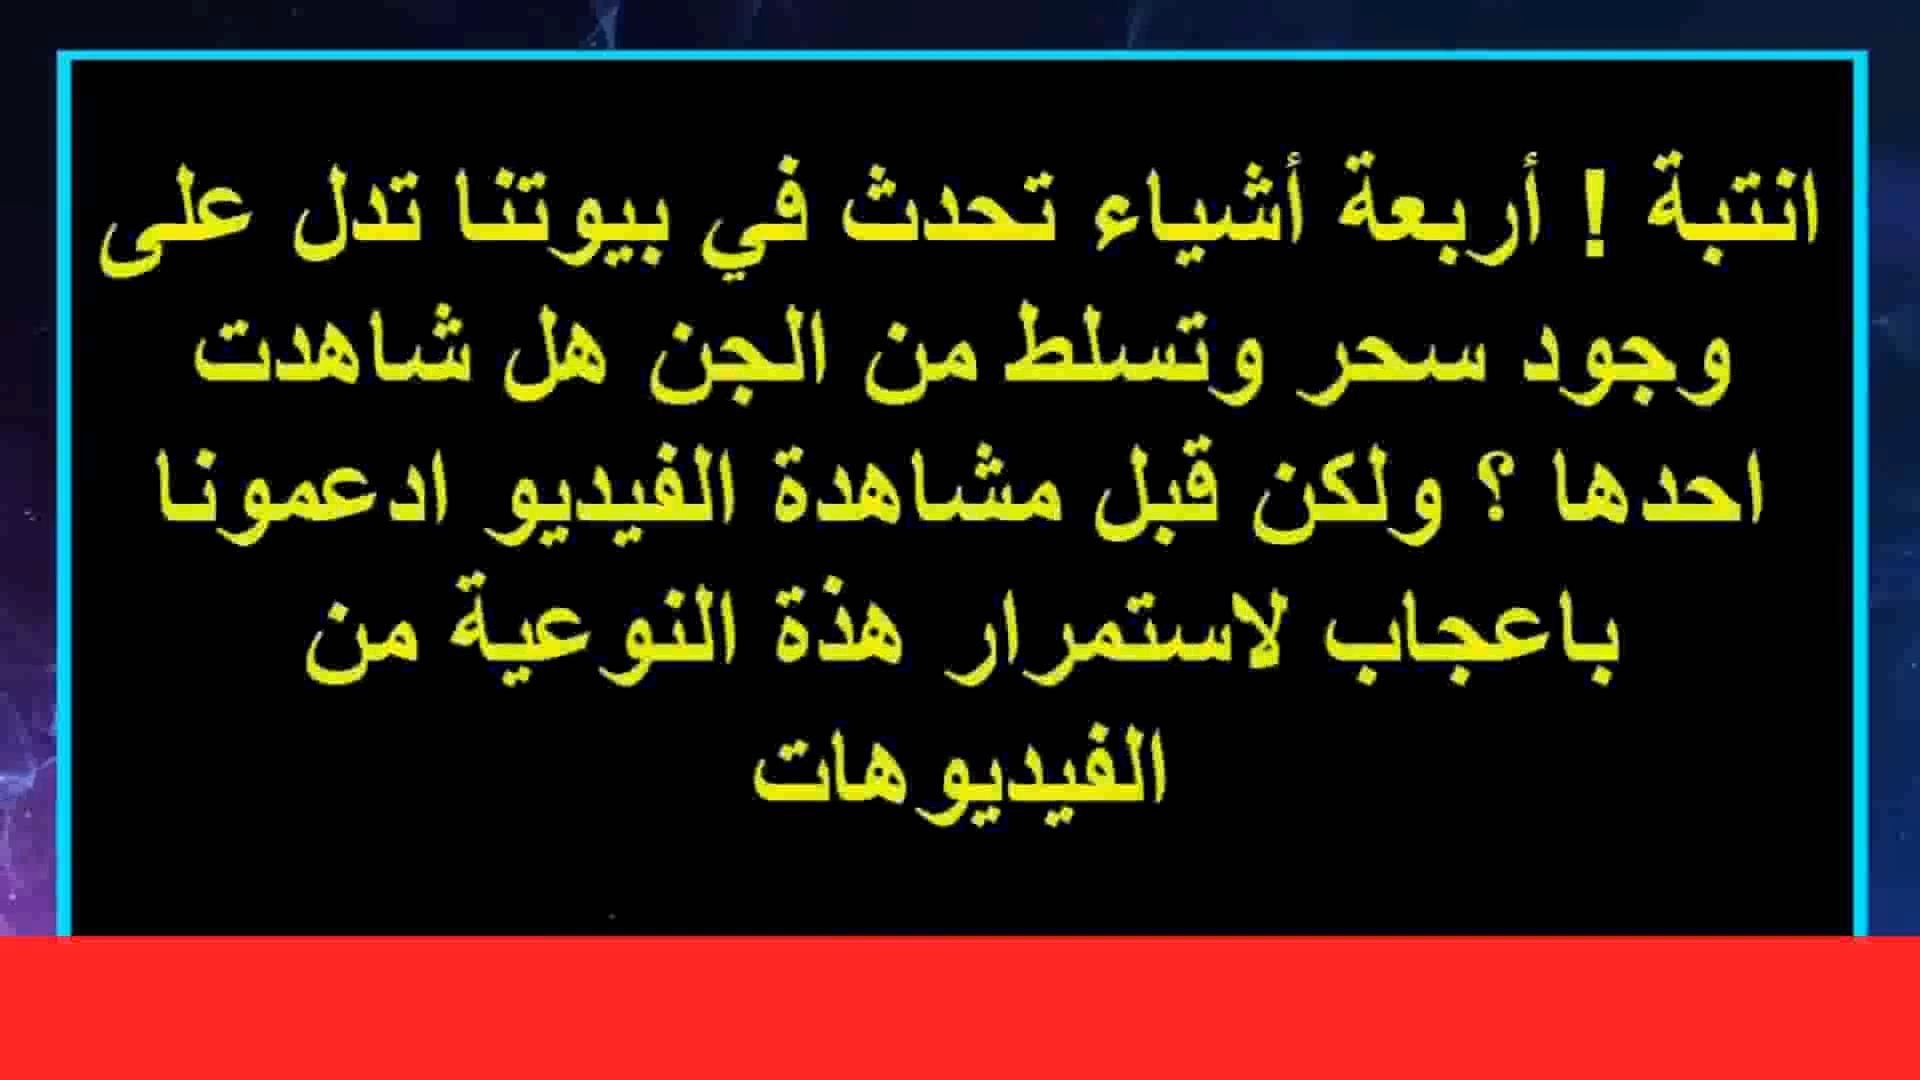 انتبة ! أربعة أشياء تحدث في بيوتنا تدل على
وجود سحر وتسلط من الجن هل شاهدت
احدها ؟ ولكن قبل مشاهدة الفيديو ادعمونا
باعجاب لاستمرار هذة النوعية من
الفيديوهات